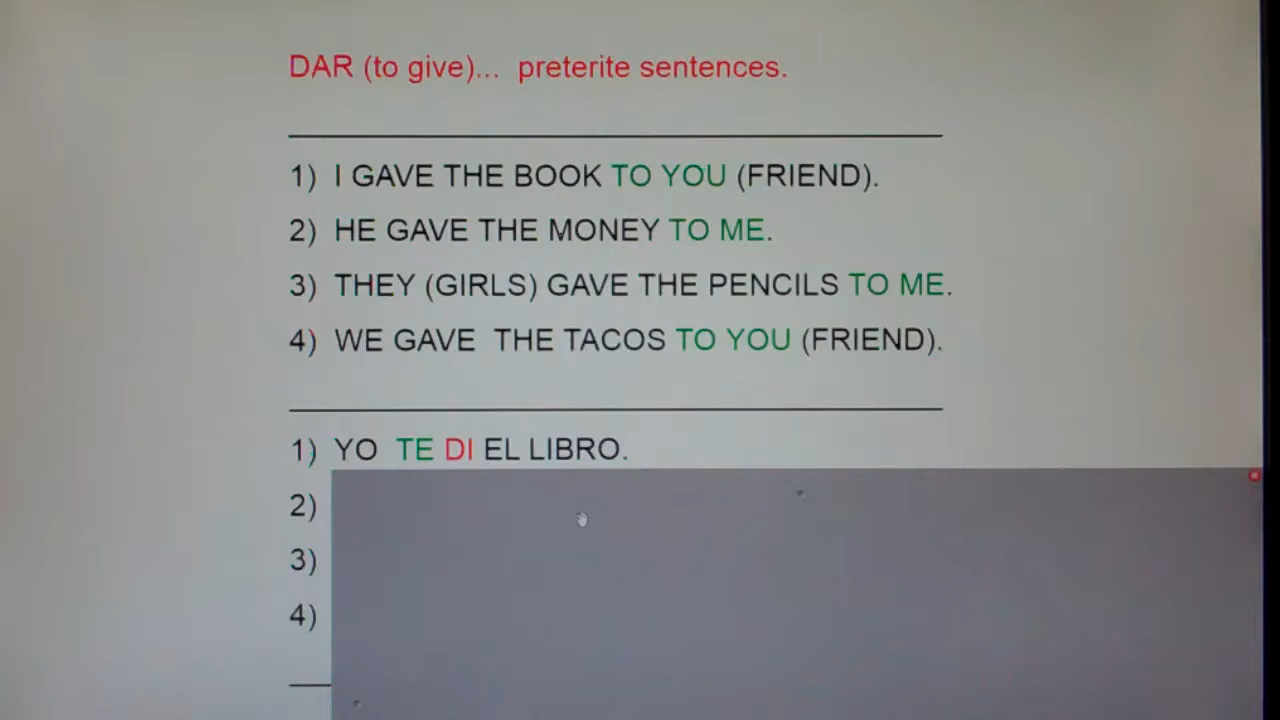 DAR (to give)... preterite sentences.
1) I GAVE THE BOOK TO YOU (FRIEND).
2) HE GAVE THE MONEY TO ME.
3) THEY (GIRLS) GAVE THE PENCILS TO ME.
4) WE GAVE THE TACOS TO YOU (FRIEND).
1) YO TE DI EL LIBRO.
2)
3)
4)